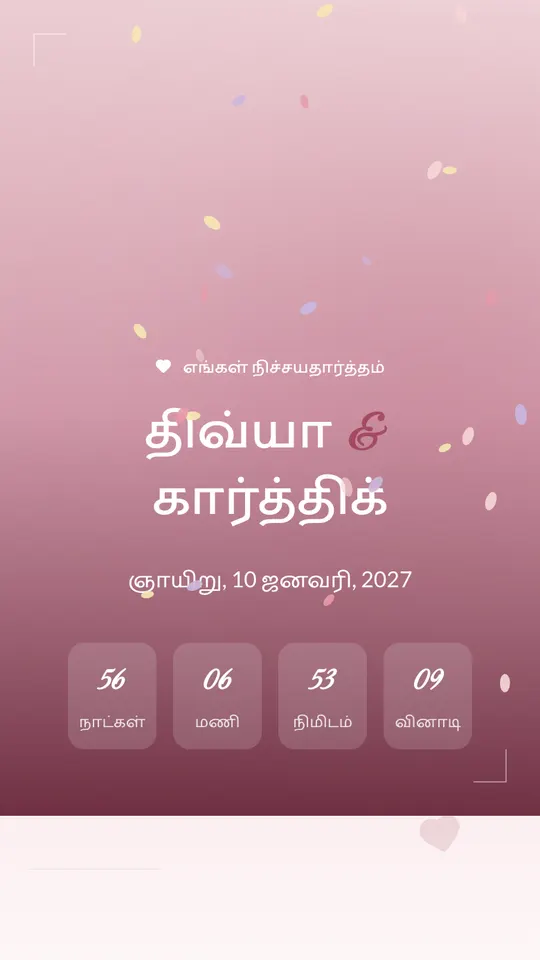 எங்கள் நிச்சயதார்த்தம்
திவ்யா &
கார்த்திக்
ஞாயிறு, 10 ஜனவரி, 2027
56 06 53 09
நாட்கள் மணி நிமிடம் வினாடி